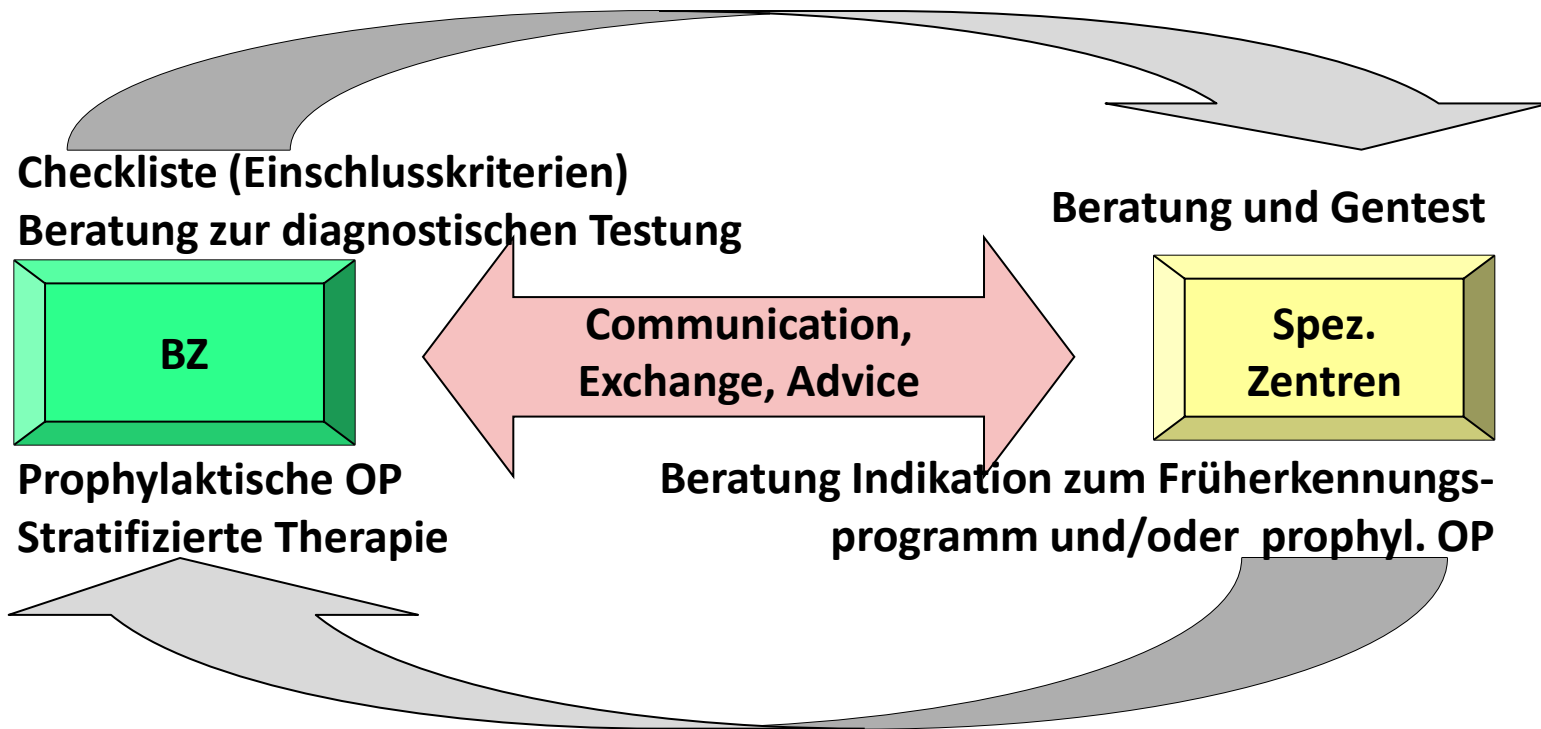 Checkliste (Einschlusskriterien)
Beratung zur diagnostischen Testung
Beratung und Gentest
BZ
Communication,
Exchange, Advice
Spez.
Zentren
Prophylaktische OP
Stratifizierte Therapie
Beratung Indikation zum Früherkennungs-
programm und/oder prophyl. OP